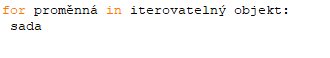 for proměnná in iterovatelný objekt:
sada